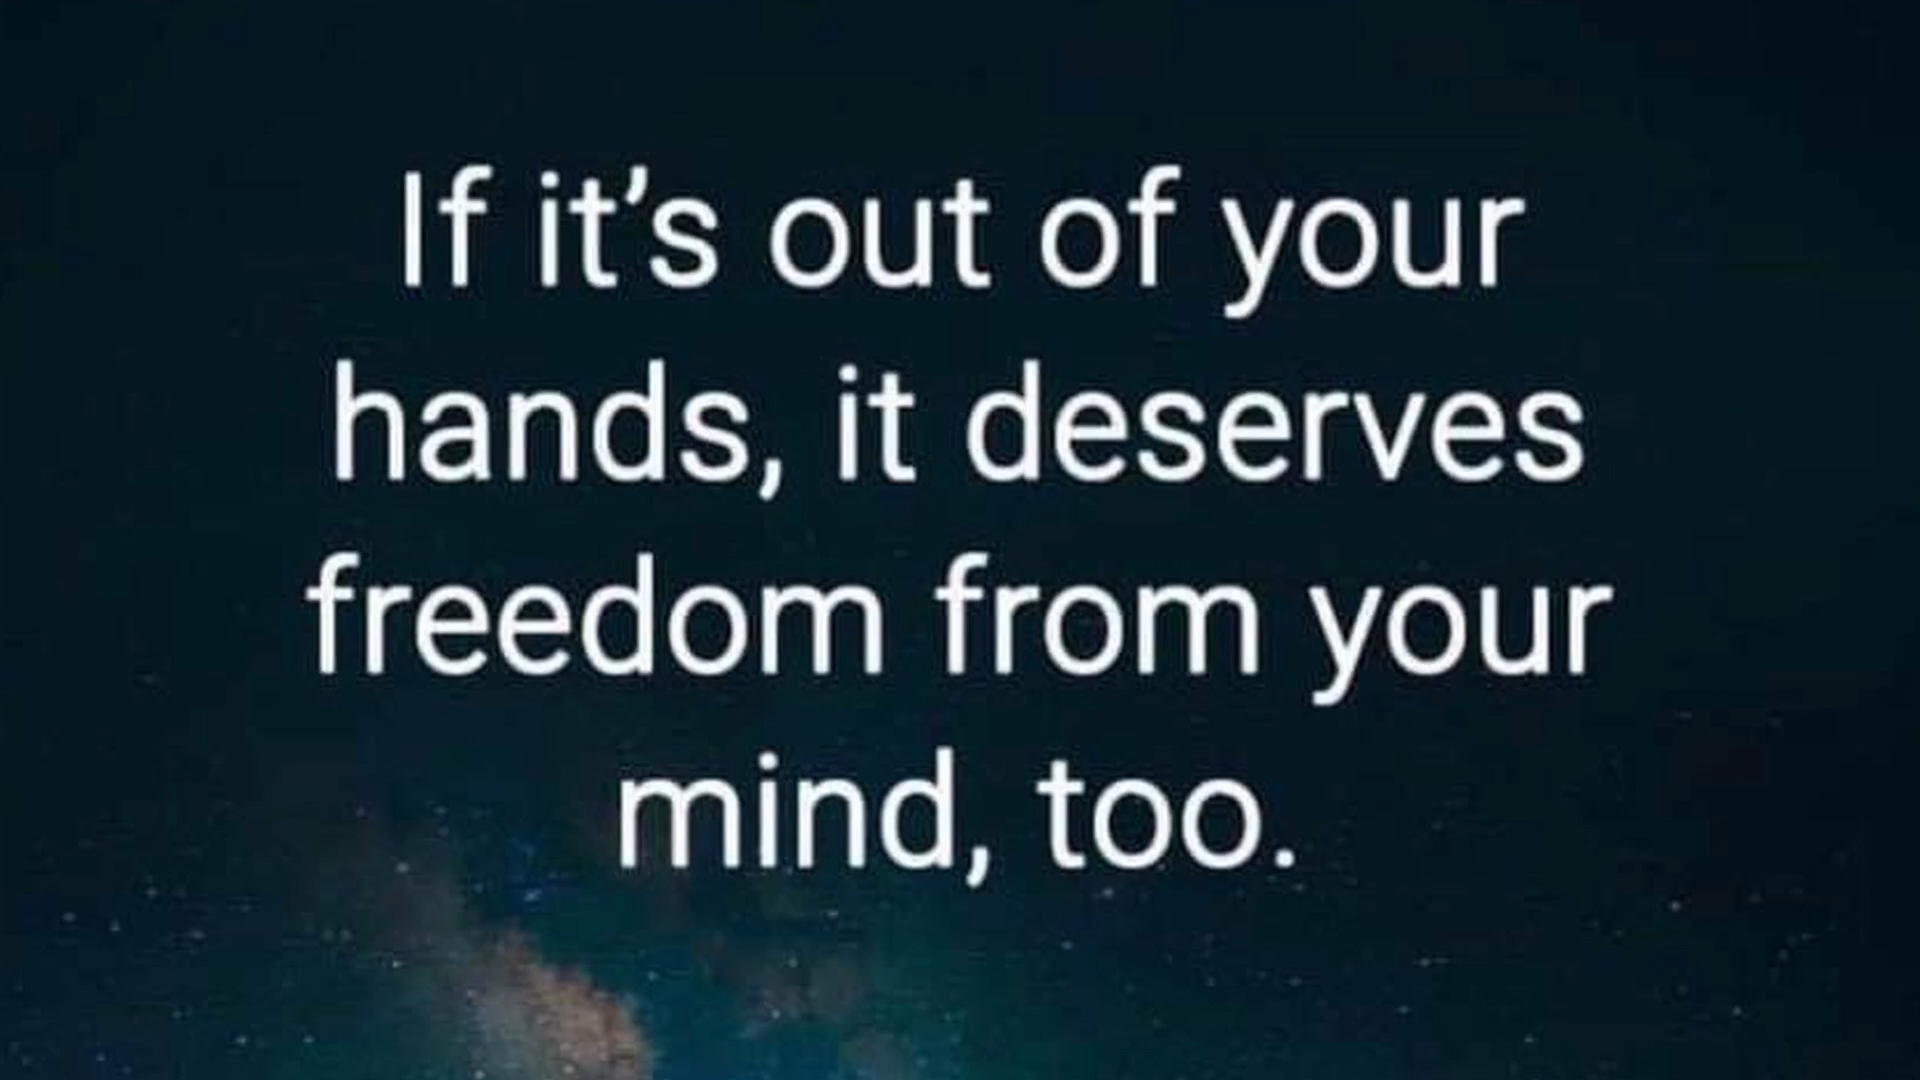 If it’s out of your
hands, it deserves
freedom from your
mind, too.